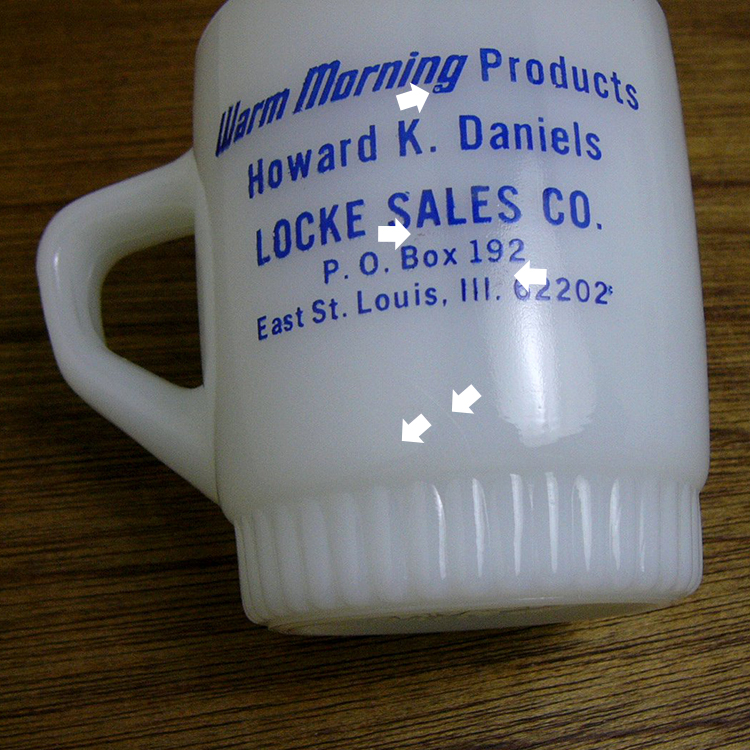 Warm Morning Products
Howard K. Daniels
LOCKE SALES CO.
P. O. Box 192
East St. Louis, Ill. 62202